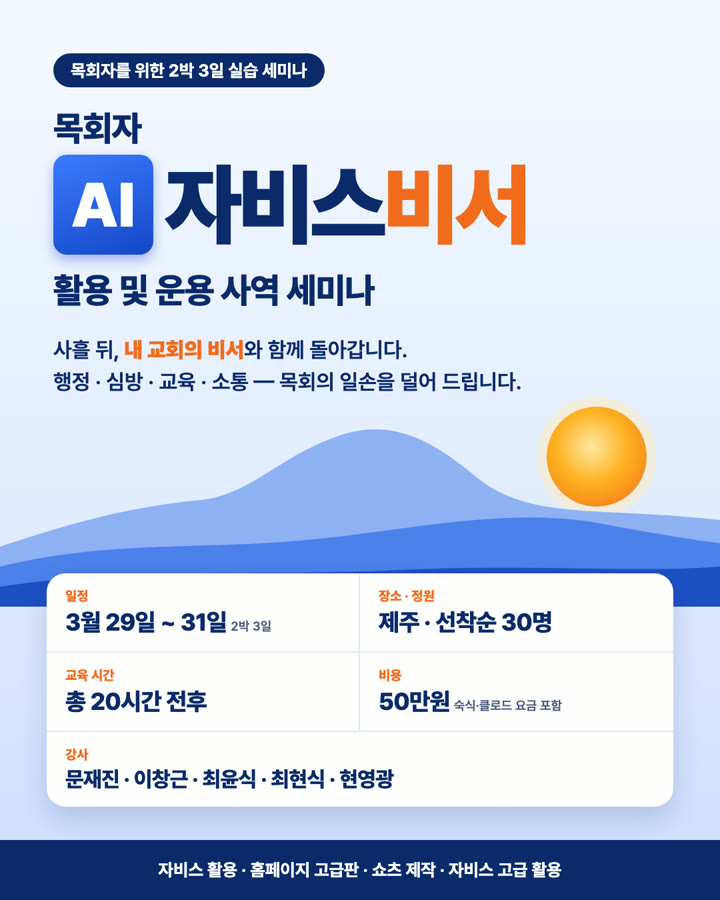 목회자를 위한 2박 3일 실습 세미나
목회자
AI 자비스비서
활용 및 운용 사역 세미나
사흘 뒤, 내 교회의 비서와 함께 돌아갑니다.
행정 · 심방 · 교육 · 소통 — 목회의 일손을 덜어 드립니다.
일정
3월 29일 ~ 31일 2박 3일
장소 · 정원
제주 · 선착순 30명
교육 시간
총 20시간 전후
비용
50만원 숙식·클로드 요금 포함
강사
문재진 · 이창근 · 최윤식 · 최현식 · 현영광
자비스 활용 · 홈페이지 고급판 · 쇼츠 제작 · 자비스 고급 활용